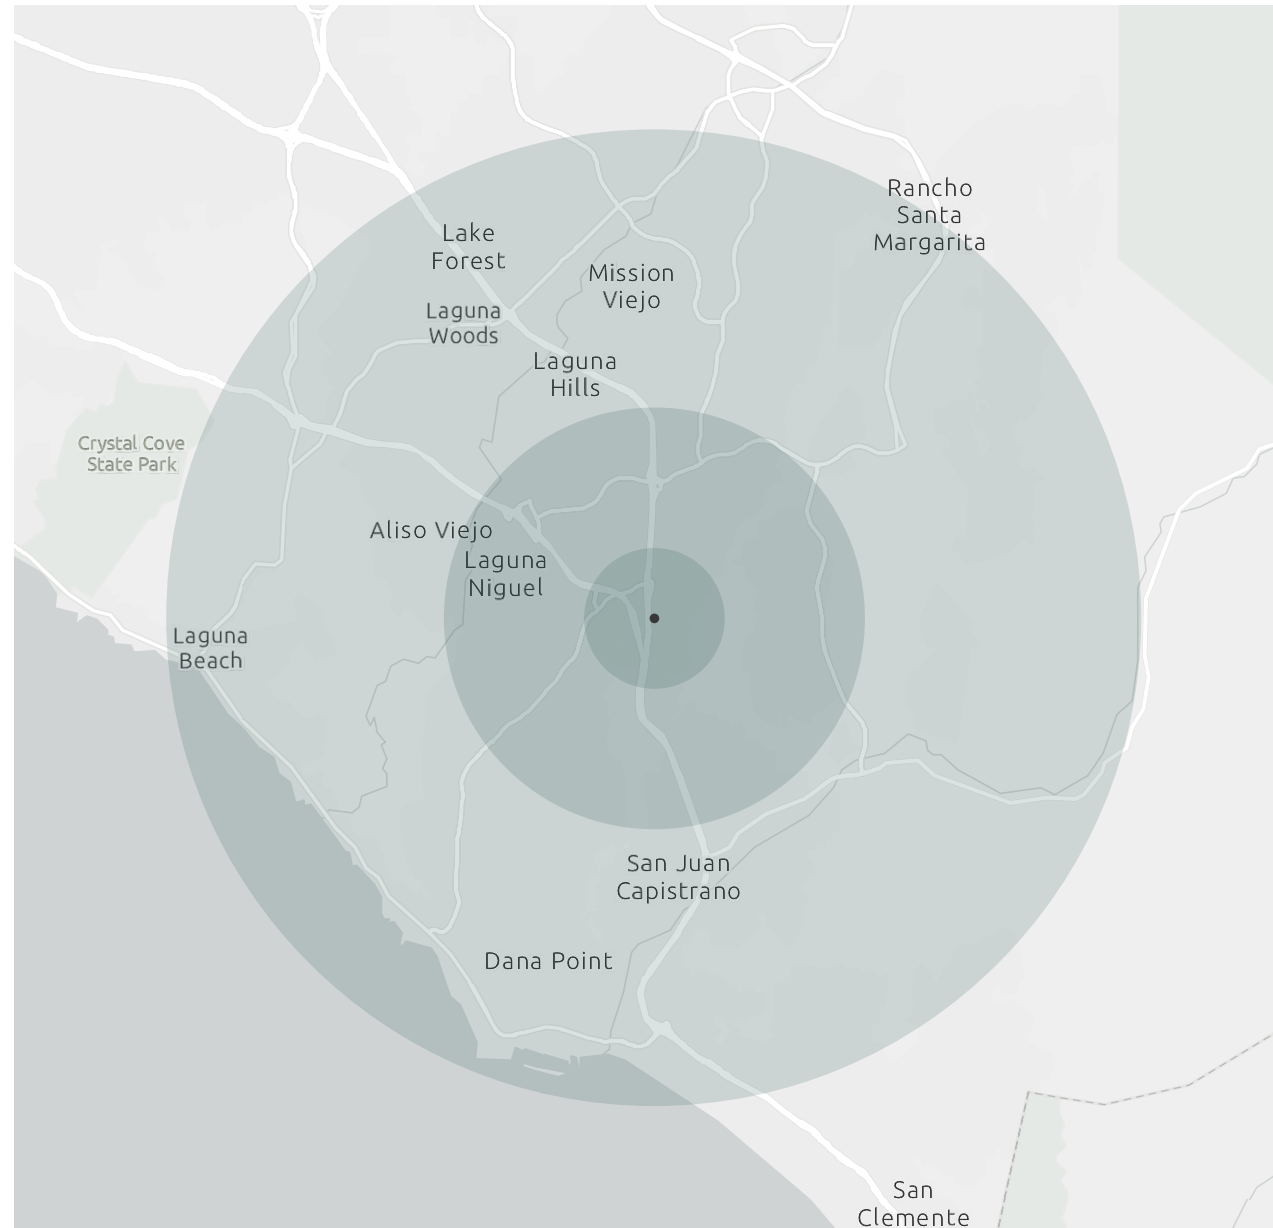 Rancho
Santa
Margarita
Lake
Forest
Mission
Viejo
Laguna
Woods
Laguna
Hills
Crystal Cove
State Park
Aliso Viejo
Laguna
Niguel
Laguna
Beach
San Juan
Capistrano
Dana Point
San
Clemente